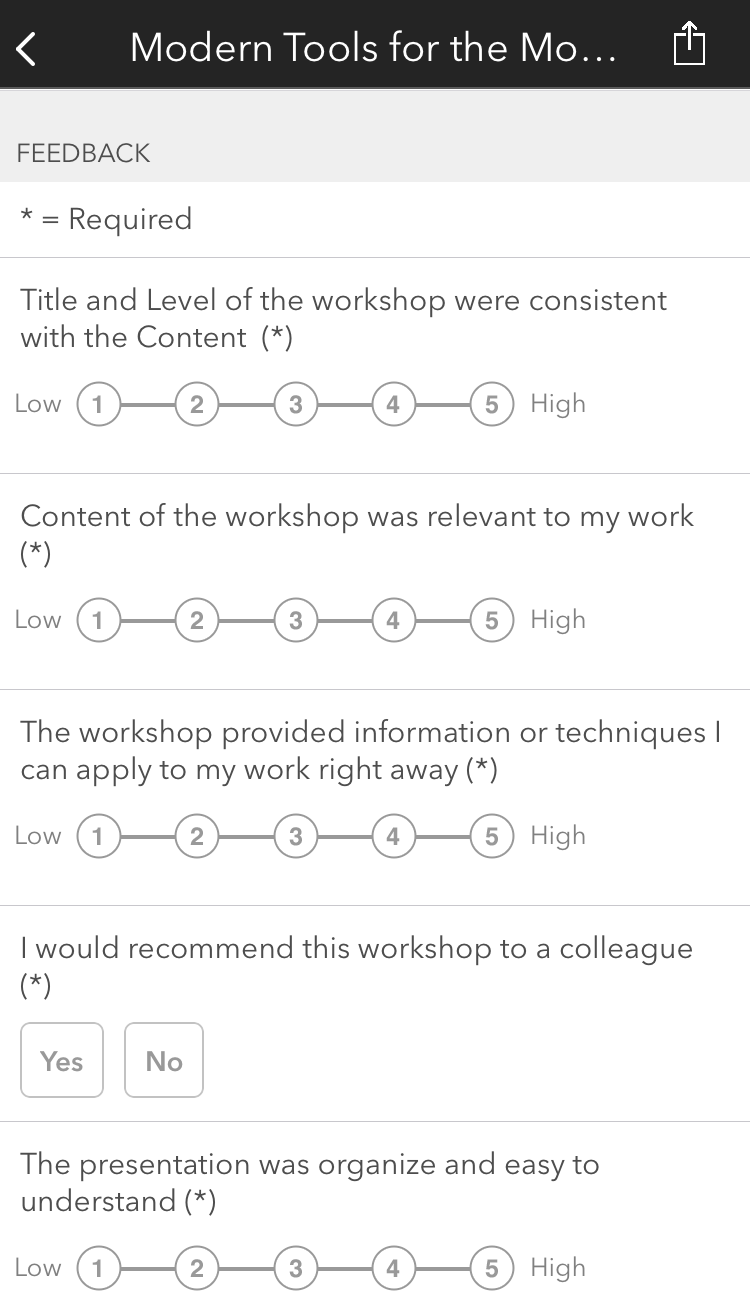 Modern Tools for the Mo...
FEEDBACK
* = Required
Title and Level of the workshop were consistent
with the Content (*)
Low 1 2 3 4 5 High
Content of the workshop was relevant to my work
(*)
Low 1 2 3 4 5 High
The workshop provided information or techniques I
can apply to my work right away (*)
Low 1 2 3 4 5 High
I would recommend this workshop to a colleague
(*)
Yes No
The presentation was organize and easy to
understand (*)
Low 1 2 3 4 5 High